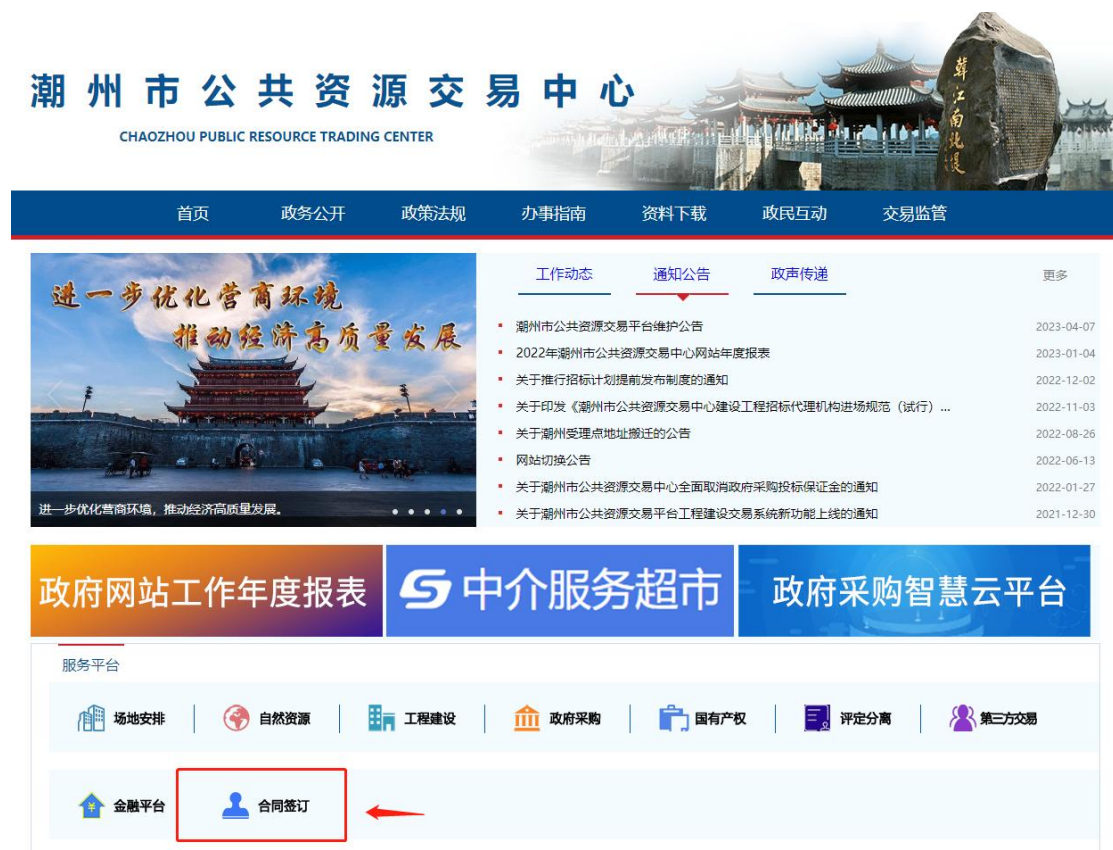 潮州市公共资源交易中心
CHAOZHOU PUBLIC RESOURCE TRADING CENTER
首页 政务公开 政策法规 办事指南 资料下载 政民互动 交易监管
进一步优化营商环境
推动经济高质量发展
进一步优化营商环境，推动经济高质量发展。
工作动态 通知公告 政声传递 更多
潮州市公共资源交易平台维护公告 2023-04-07
2022年潮州市公共资源交易中心网站年度报表 2023-01-04
关于推行招标计划提前发布制度的通知 2022-12-02
关于印发《潮州市公共资源交易中心建设工程招标代理机构进场规范（试行）... 2022-11-03
关于潮州受理点地址搬迁的公告 2022-08-26
网站切换公告 2022-06-13
关于潮州市公共资源交易中心全面取消政府采购投标保证金的通知 2022-01-27
关于潮州市公共资源交易平台工程建设交易系统新功能上线的通知 2021-12-30
政府网站工作年度报表 中介服务超市 政府采购智慧云平台
服务平台
场地安排 自然资源 工程建设 政府采购 国有产权 评定分离 第三方交易
金融平台 合同签订